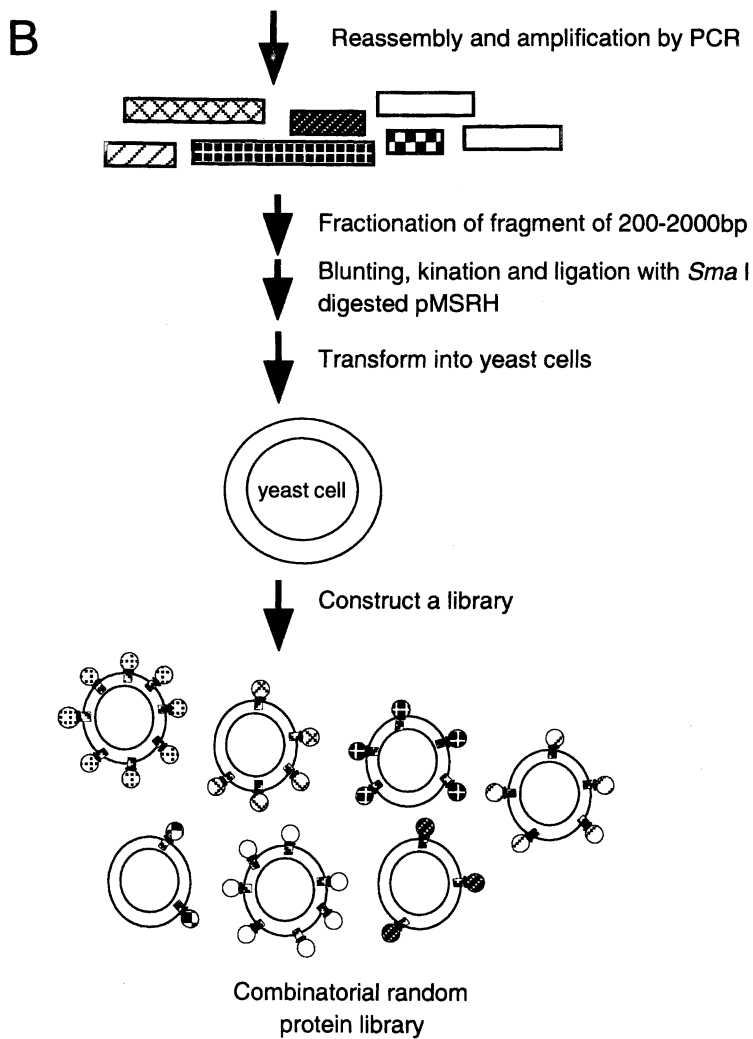 B
Reassembly and amplification by PCR
Fractionation of fragment of 200-2000bp
Blunting, kination and ligation with Sma I
digested pMSRH
Transform into yeast cells
yeast cell
Construct a library
Combinatorial random
protein library